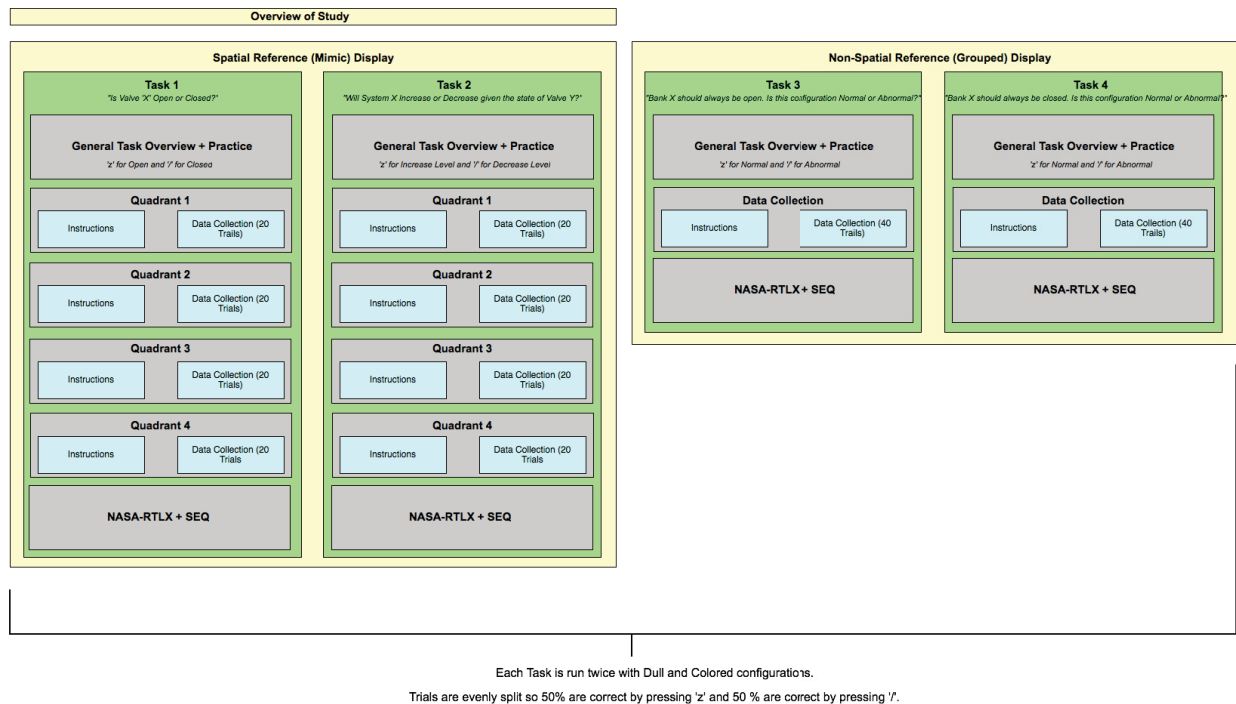 Overview of Study
Spatial Reference (Mimic) Display
Task 1
"Is Valve 'X' Open or Closed?"
General Task Overview + Practice
'z' for Open and '/' for Closed
Quadrant 1
Instructions
Data Collection (20
Trails)
Quadrant 2
Instructions
Data Collection (20
Trials)
Quadrant 3
Instructions
Data Collection (20
Trials)
Quadrant 4
Instructions
Data Collection (20
Trials
NASA-RTLX + SEQ
Task 2
"Will System X Increase or Decrease given the state of Valve Y?"
General Task Overview + Practice
'z' for Increase Level and '/' for Decrease Level
Quadrant 1
Instructions
Data Collection (20
Trails)
Quadrant 2
Instructions
Data Collection (20
Trials)
Quadrant 3
Instructions
Data Collection (20
Trials)
Quadrant 4
Instructions
Data Collection (20
Trials
NASA-RTLX + SEQ
Non-Spatial Reference (Grouped) Display
Task 3
"Bank X should always be open. Is this configuration Normal or Abnormal?"
General Task Overview + Practice
'z' for Normal and '/' for Abnormal
Data Collection
Instructions
Data Collection (40
Trails)
NASA-RTLX + SEQ
Task 4
"Bank X should always be closed. Is this configuration Normal or Abnormal?"
General Task Overview + Practice
'z' for Normal and '/' for Abnormal
Data Collection
Instructions
Data Collection (40
Trails)
NASA-RTLX + SEQ
Each Task is run twice with Dull and Colored configurations.
Trials are evenly split so 50% are correct by pressing 'z' and 50 % are correct by pressing '/'.